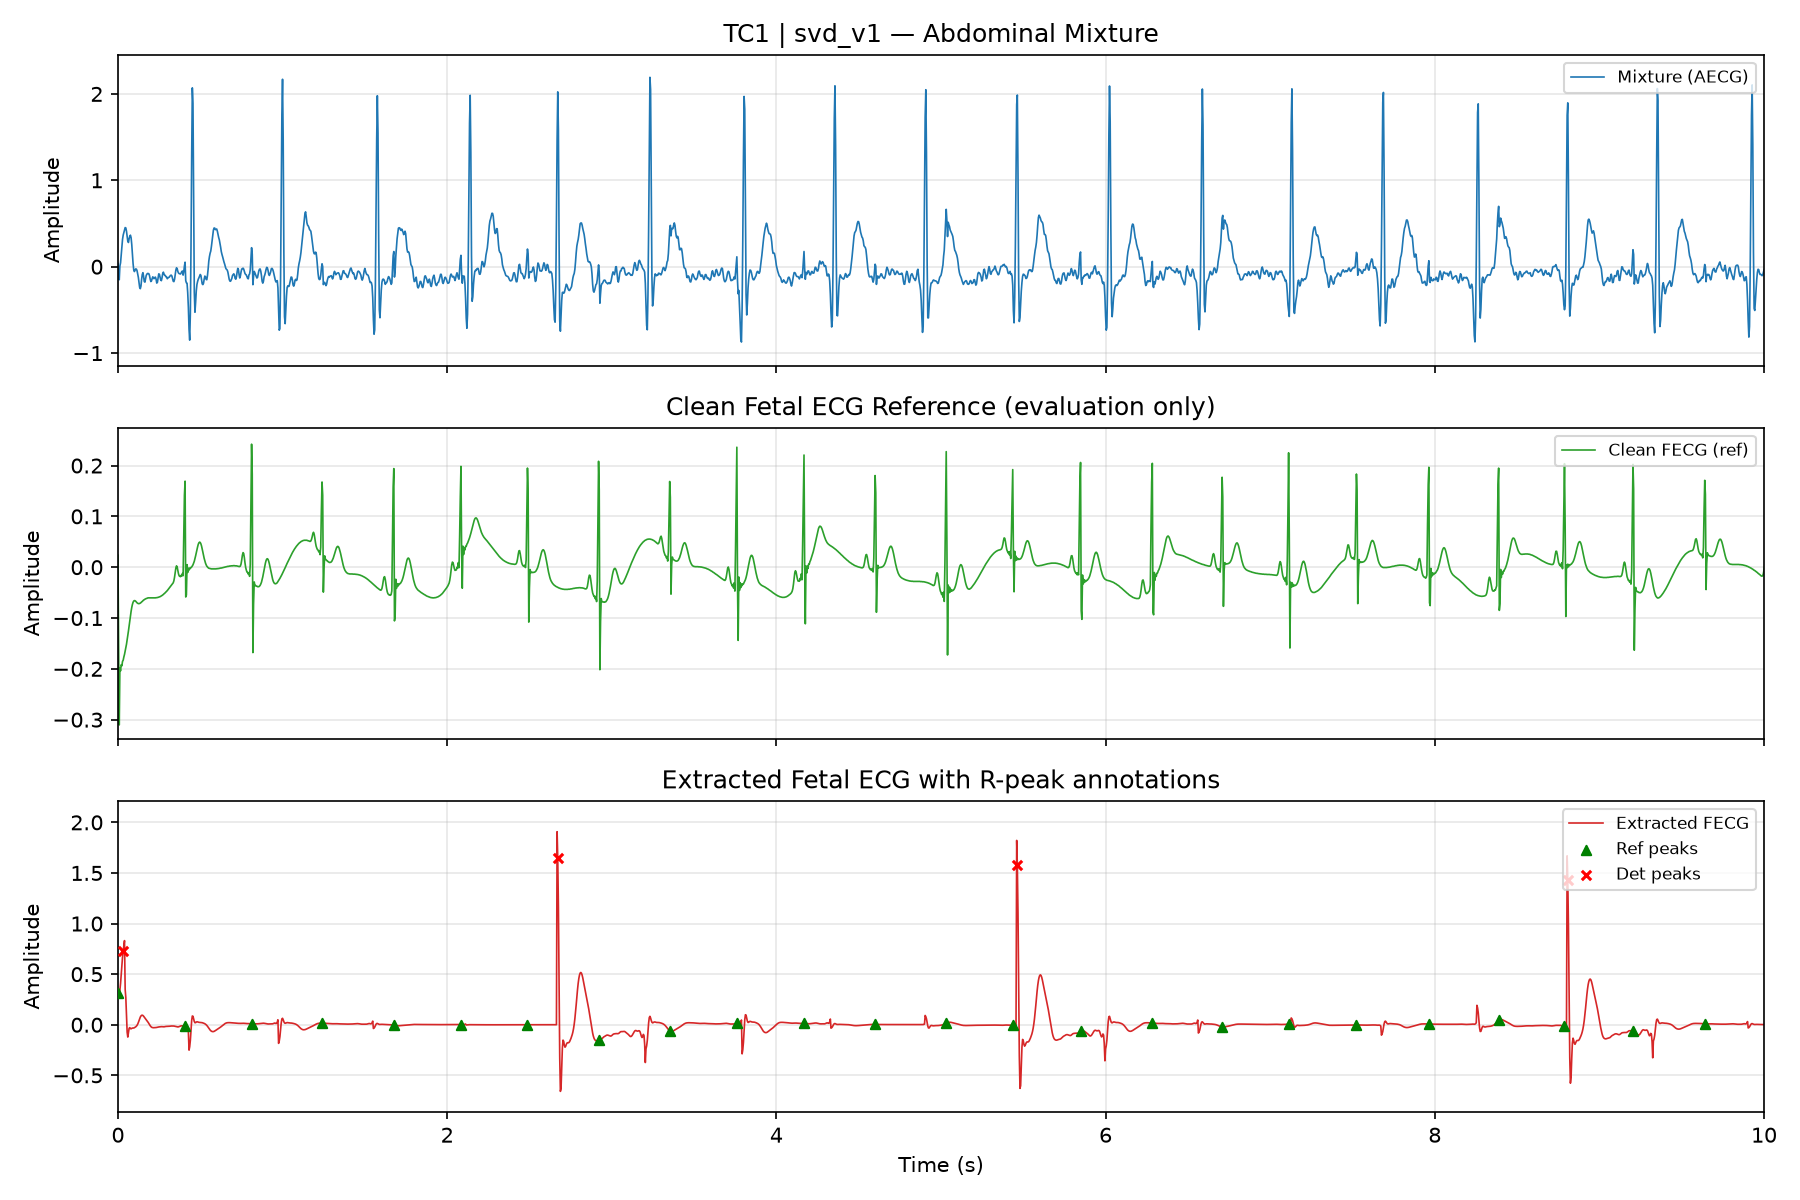 TC1 | svd_v1 — Abdominal Mixture
Mixture (AECG)
Amplitude
2
1
0
−1
Clean Fetal ECG Reference (evaluation only)
Clean FECG (ref)
Amplitude
0.2
0.1
0.0
−0.1
−0.2
−0.3
Extracted Fetal ECG with R-peak annotations
Extracted FECG
Ref peaks
Det peaks
Amplitude
2.0
1.5
1.0
0.5
0.0
−0.5
0 2 4 6 8 10
Time (s)